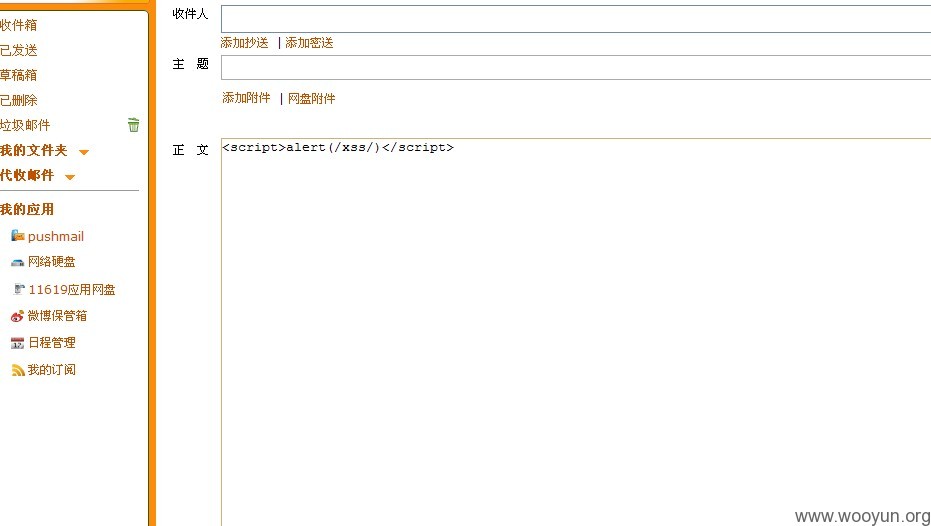 收件箱
已发送
草稿箱
已删除
垃圾邮件
我的文件夹
代收邮件
我的应用
pushmail
网络硬盘
11619应用网盘
微博保管箱
日程管理
我的订阅
收件人
添加抄送 | 添加密送
主 题
添加附件 | 网盘附件
正 文
<script>alert(/xss/)</script>
www.wooyun.org